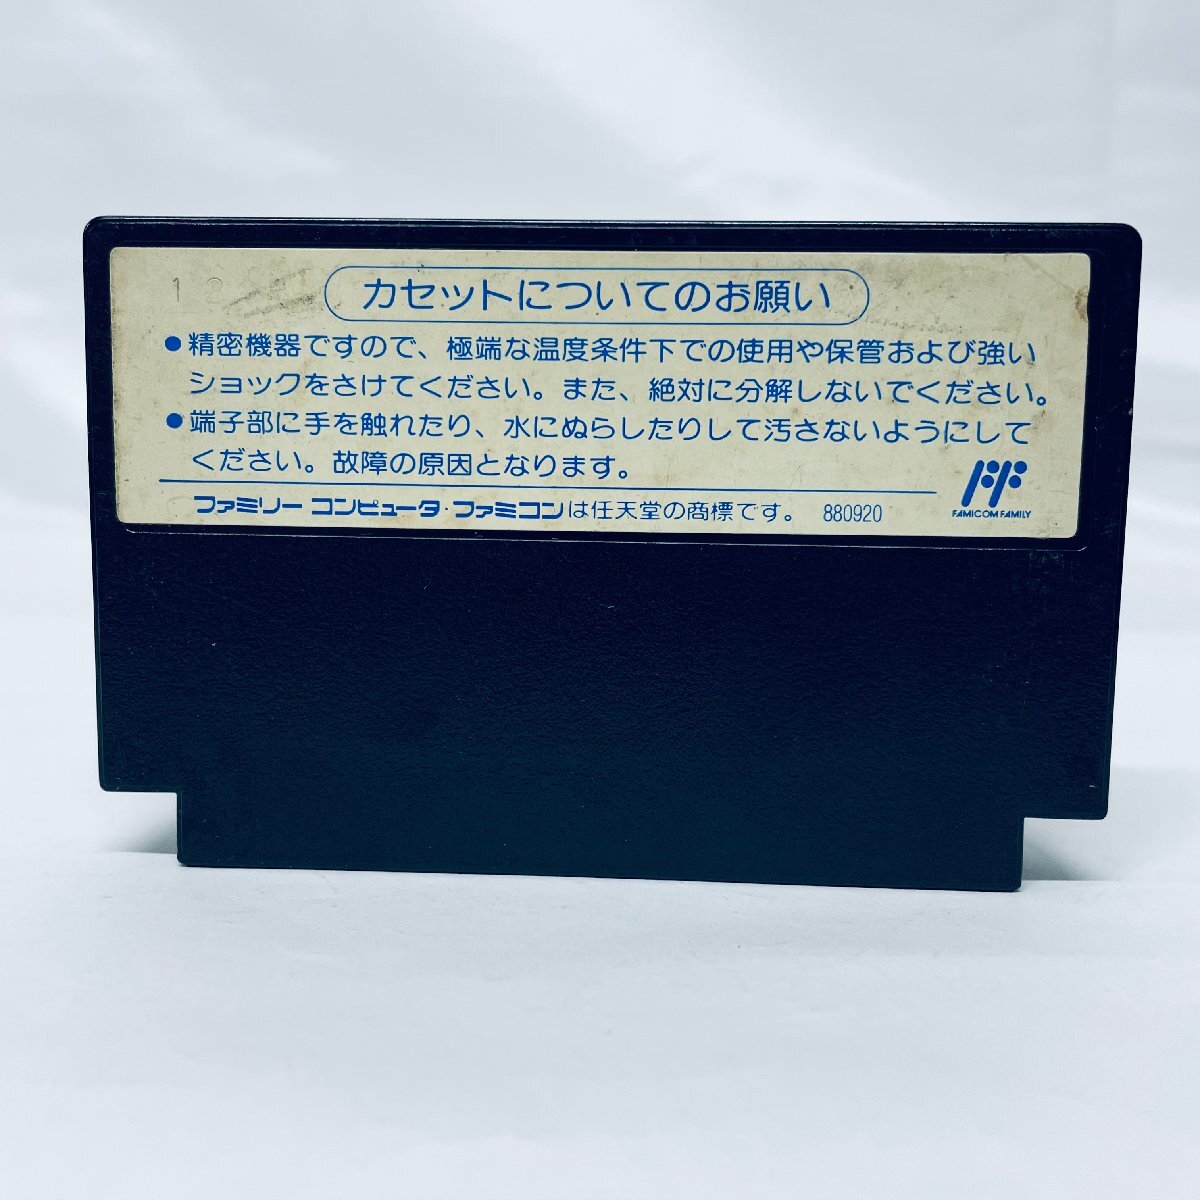 12
カセットについてのお願い
●精密機器ですので、極端な温度条件下での使用や保管および強い
ショックをさけてください。また、絶対に分解しないでください。
●端子部に手を触れたり、水にぬらしたりして汚さないようにして
ください。故障の原因となります。
ファミリー コンピュータ・ファミコンは任天堂の商標です。 880920
FAMICOM FAMILY